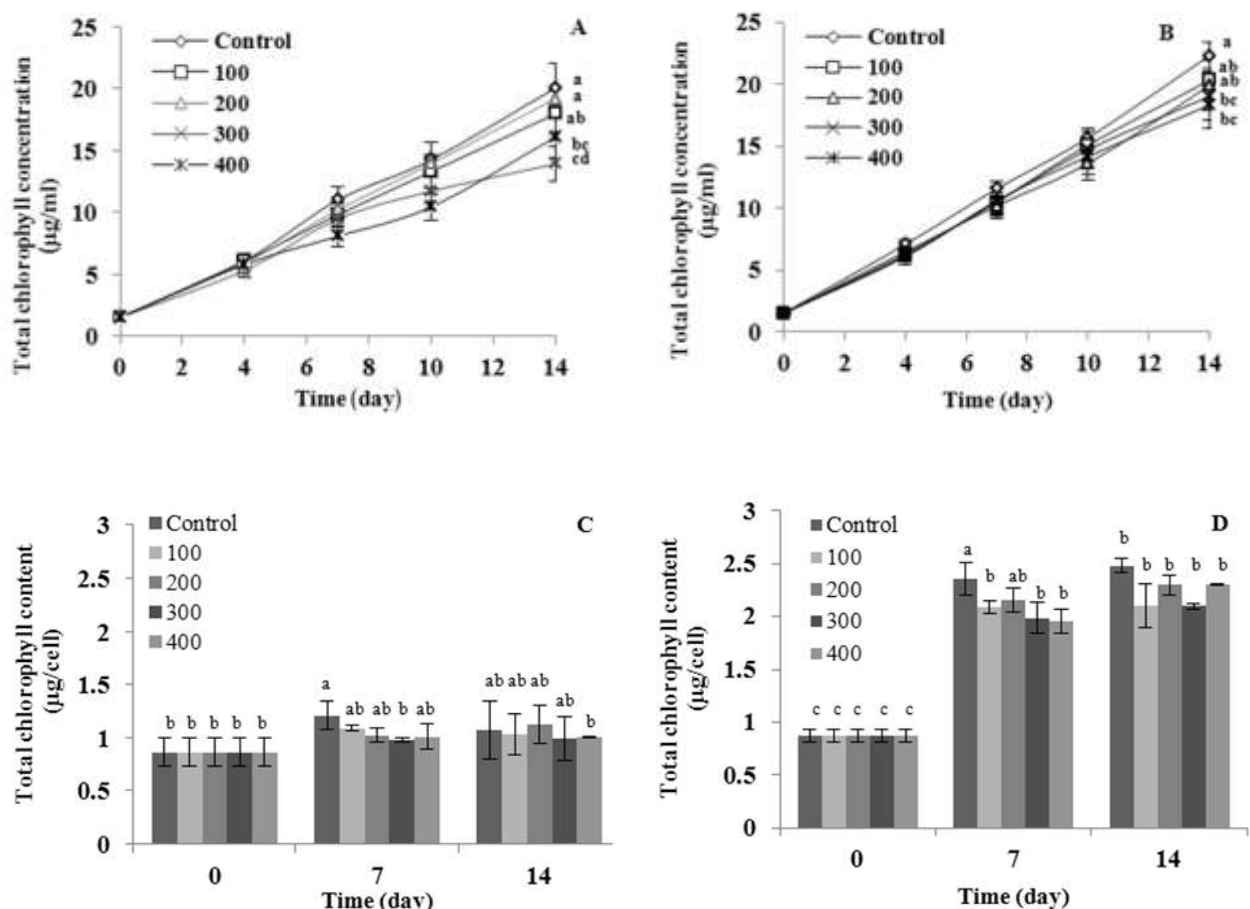 A
Control
100
200
300
400
Total chlorophyll concentration
(µg/ml)
25
20
15
10
5
0
a
a
ab
bc
cd
0 2 4 6 8 10 12 14
Time (day)
B
Control
100
200
300
400
Total chlorophyll concentration
(µg/ml)
25
20
15
10
5
0
a
ab
ab
bc
bc
0 2 4 6 8 10 12 14
Time (day)
C
Control
100
200
300
400
Total chlorophyll content
(µg/cell)
3
2.5
2
1.5
1
0.5
0
b b b b b
a ab ab b ab
ab ab ab ab b
0 7 14
Time (day)
D
Control
100
200
300
400
Total chlorophyll content
(µg/cell)
3
2.5
2
1.5
1
0.5
0
c c c c c
a b ab b b
b b b b b
0 7 14
Time (day)